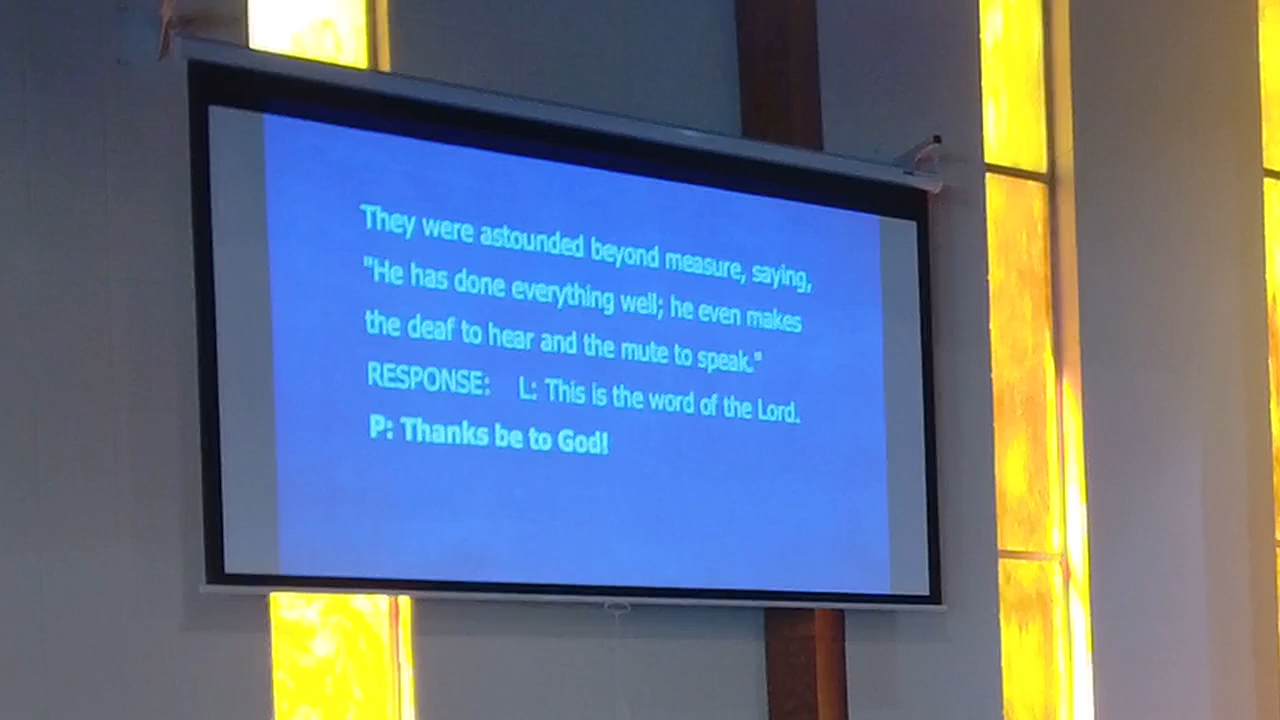 They were astounded beyond measure, saying,
"He has done everything well; he even makes
the deaf to hear and the mute to speak."
RESPONSE: L: This is the word of the Lord.
P: Thanks be to God!